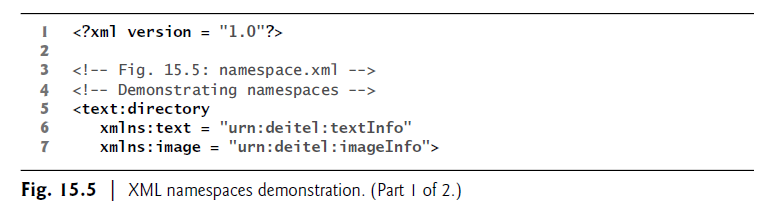 1 <?xml version = "1.0"?>
2
3 <!-- Fig. 15.5: namespace.xml -->
4 <!-- Demonstrating namespaces -->
5 <text:directory
6 xmlns:text = "urn:deitel:textInfo"
7 xmlns:image = "urn:deitel:imageInfo">
Fig. 15.5 | XML namespaces demonstration. (Part 1 of 2.)